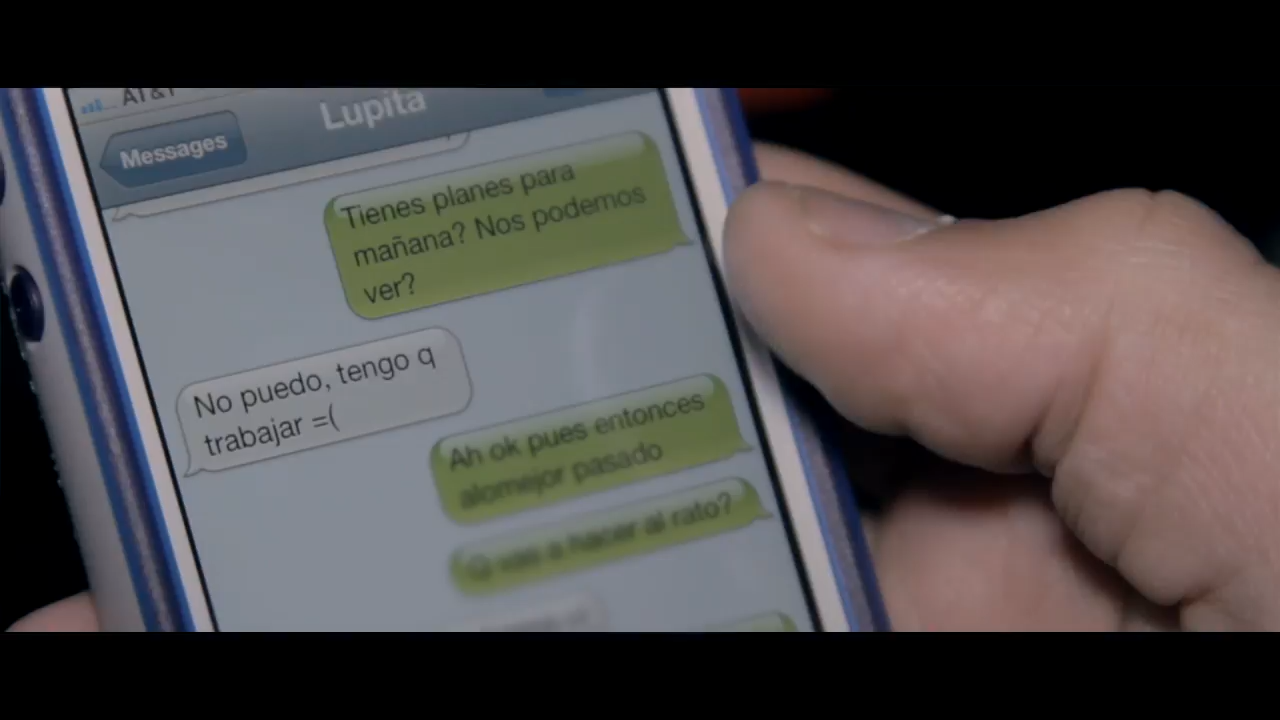 AT&T
Messages
Lupita
Tienes planes para
mañana? Nos podemos
ver?
No puedo, tengo q
trabajar =(
Ah ok pues entonces
alomejor pasado
Q vas a hacer al rato?